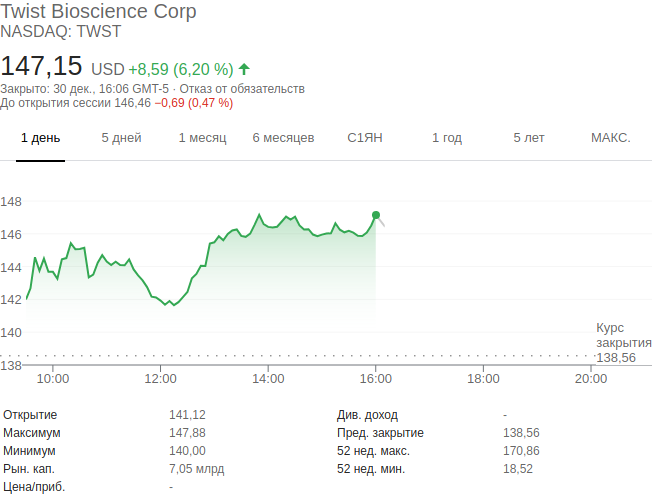 Twist Bioscience Corp
NASDAQ: TWST
147,15 USD +8,59 (6,20 %)
Закрыто: 30 дек., 16:06 GMT-5 · Отказ от обязательств
До открытия сессии 146,46 −0,69 (0,47 %)
1 день 5 дней 1 месяц 6 месяцев С1ЯН 1 год 5 лет МАКС.
148
146
144
142
140
Курс
закрытия
138,56
138
10:00 12:00 14:00 16:00 18:00 20:00
Открытие 141,12 Див. доход -
Максимум 147,88 Пред. закрытие 138,56
Минимум 140,00 52 нед. макс. 170,86
Рын. кап. 7,05 млрд 52 нед. мин. 18,52
Цена/приб. -